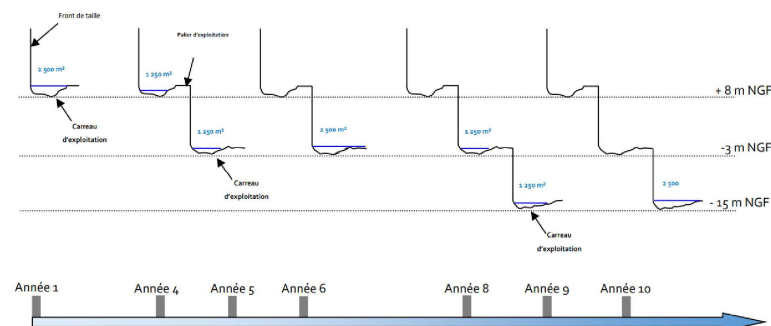 Front de taille
Palier d'exploitation
2 500 m²
1 250 m²
+ 8 m NGF
Carreau
d'exploitation
1 250 m²
2 500 m²
1 250 m²
-3 m NGF
Carreau
d'exploitation
1 250 m²
2 500
- 15 m NGF
Carreau
d'exploitation
Année 1
Année 4
Année 5
Année 6
Année 8
Année 9
Année 10